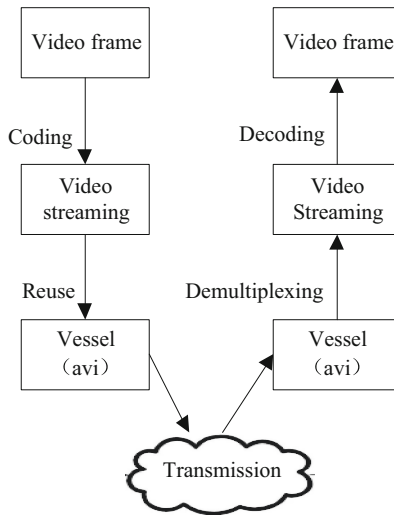 Video frame
Video frame
Coding
Decoding
Video
streaming
Video
Streaming
Reuse
Demultiplexing
Vessel
（avi）
Vessel
（avi）
Transmission